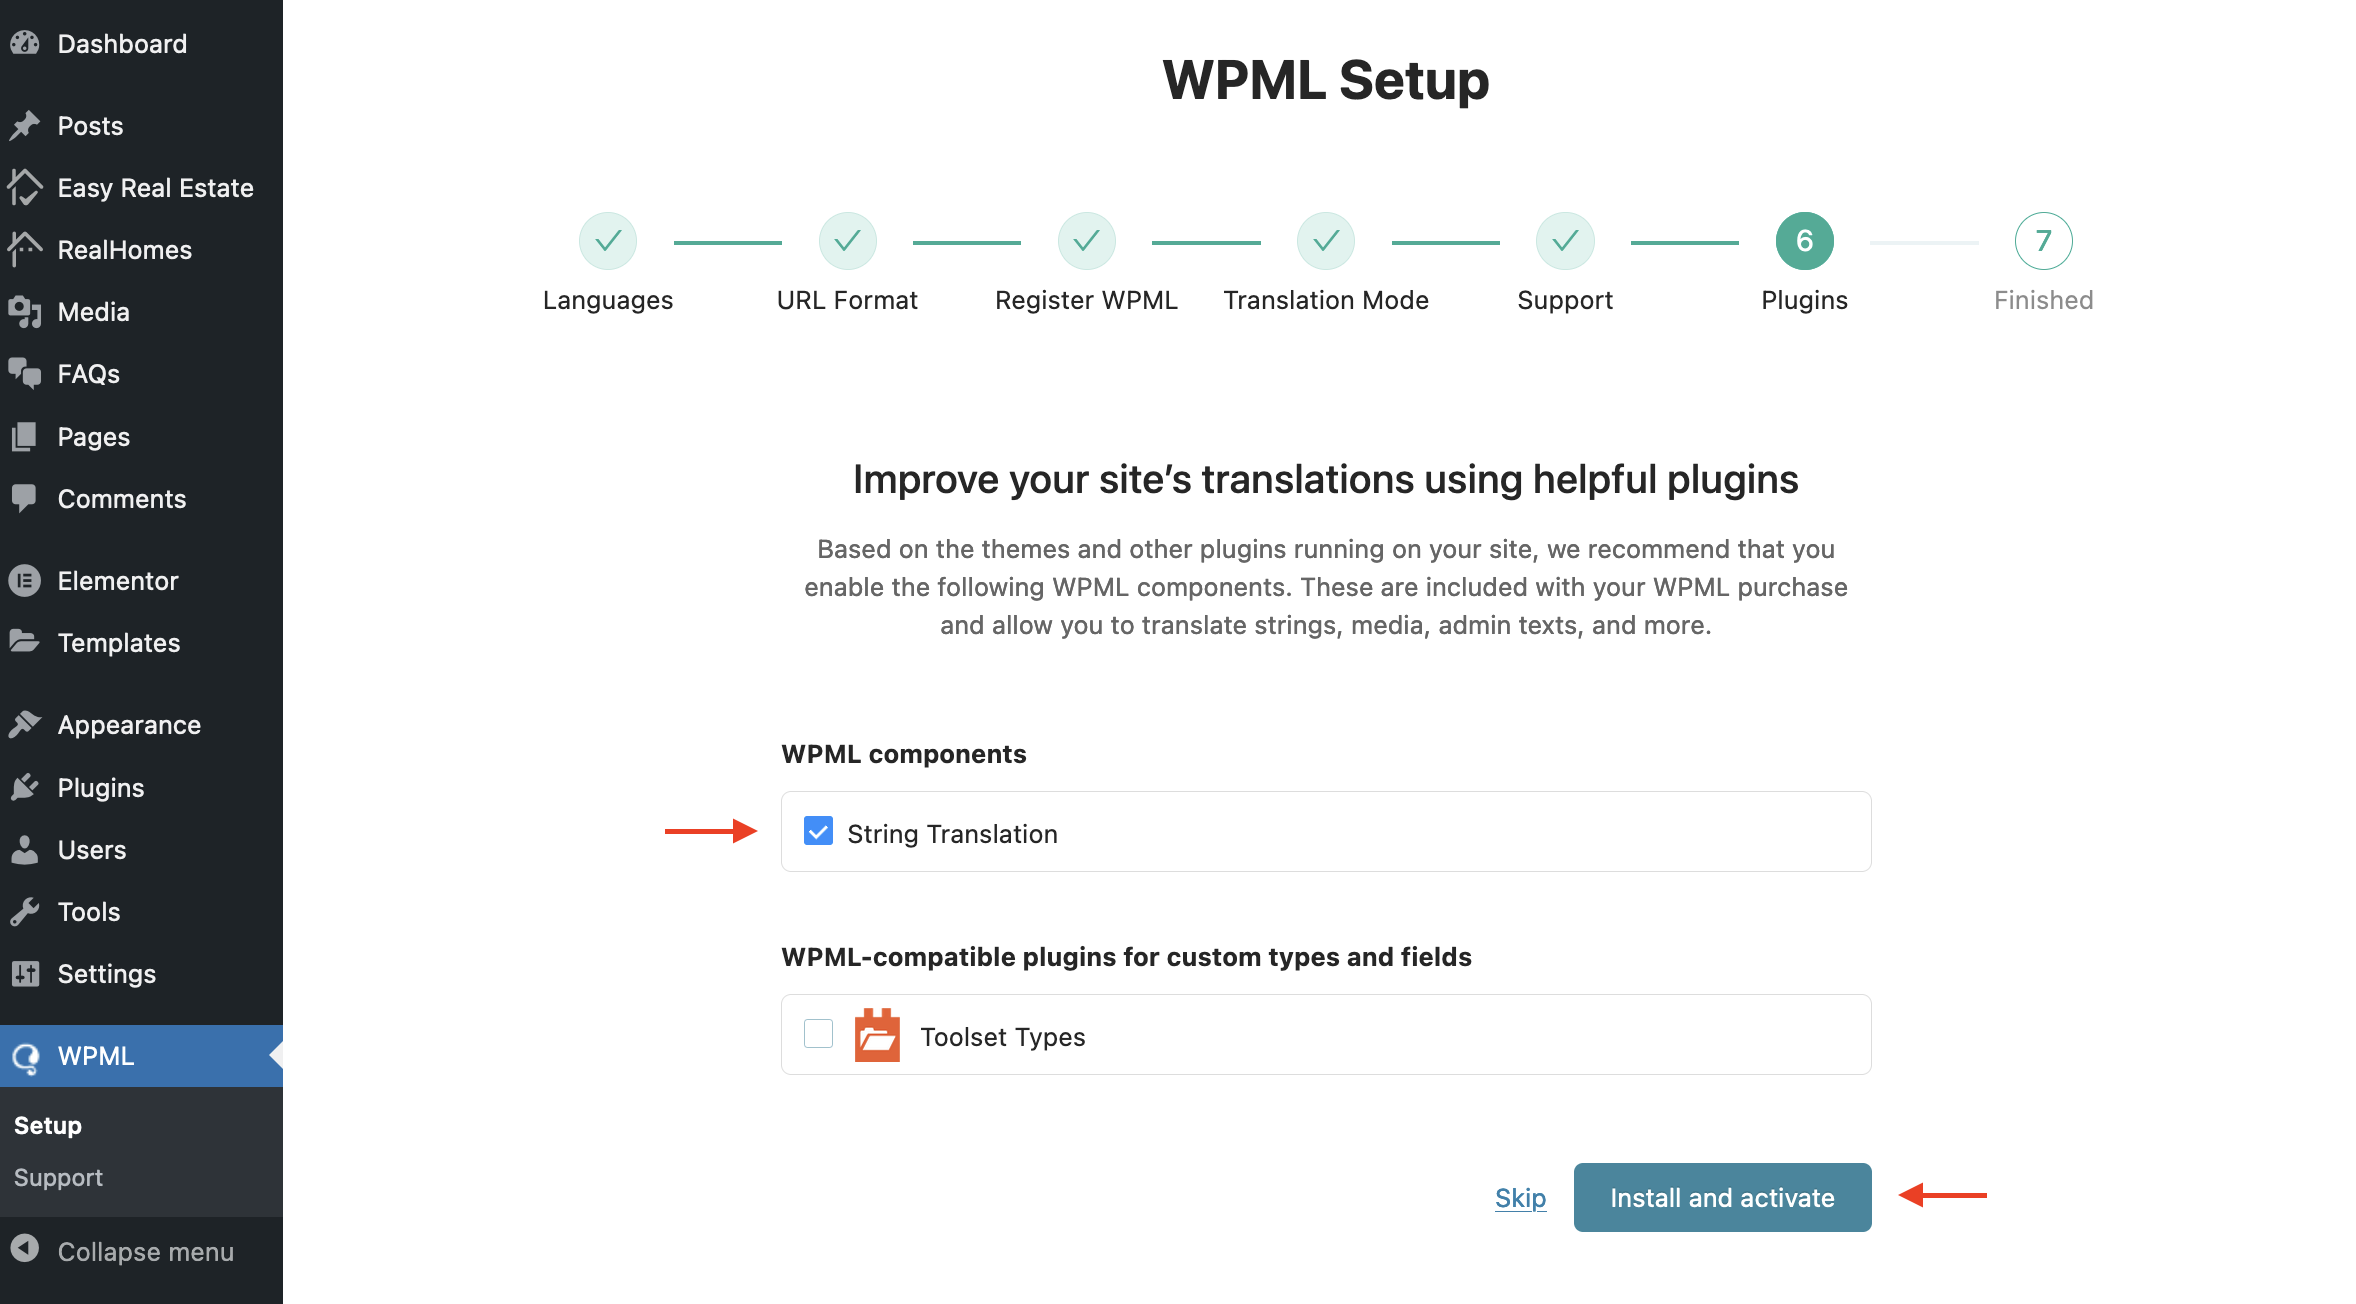 Dashboard
Posts
Easy Real Estate
RealHomes
Media
FAQs
Pages
Comments
Elementor
Templates
Appearance
Plugins
Users
Tools
Settings
WPML
Setup
Support
Collapse menu
WPML Setup
6
7
Languages
URL Format
Register WPML
Translation Mode
Support
Plugins
Finished
Improve your site’s translations using helpful plugins
Based on the themes and other plugins running on your site, we recommend that you
enable the following WPML components. These are included with your WPML purchase
and allow you to translate strings, media, admin texts, and more.
WPML components
String Translation
WPML-compatible plugins for custom types and fields
Toolset Types
Skip
Install and activate